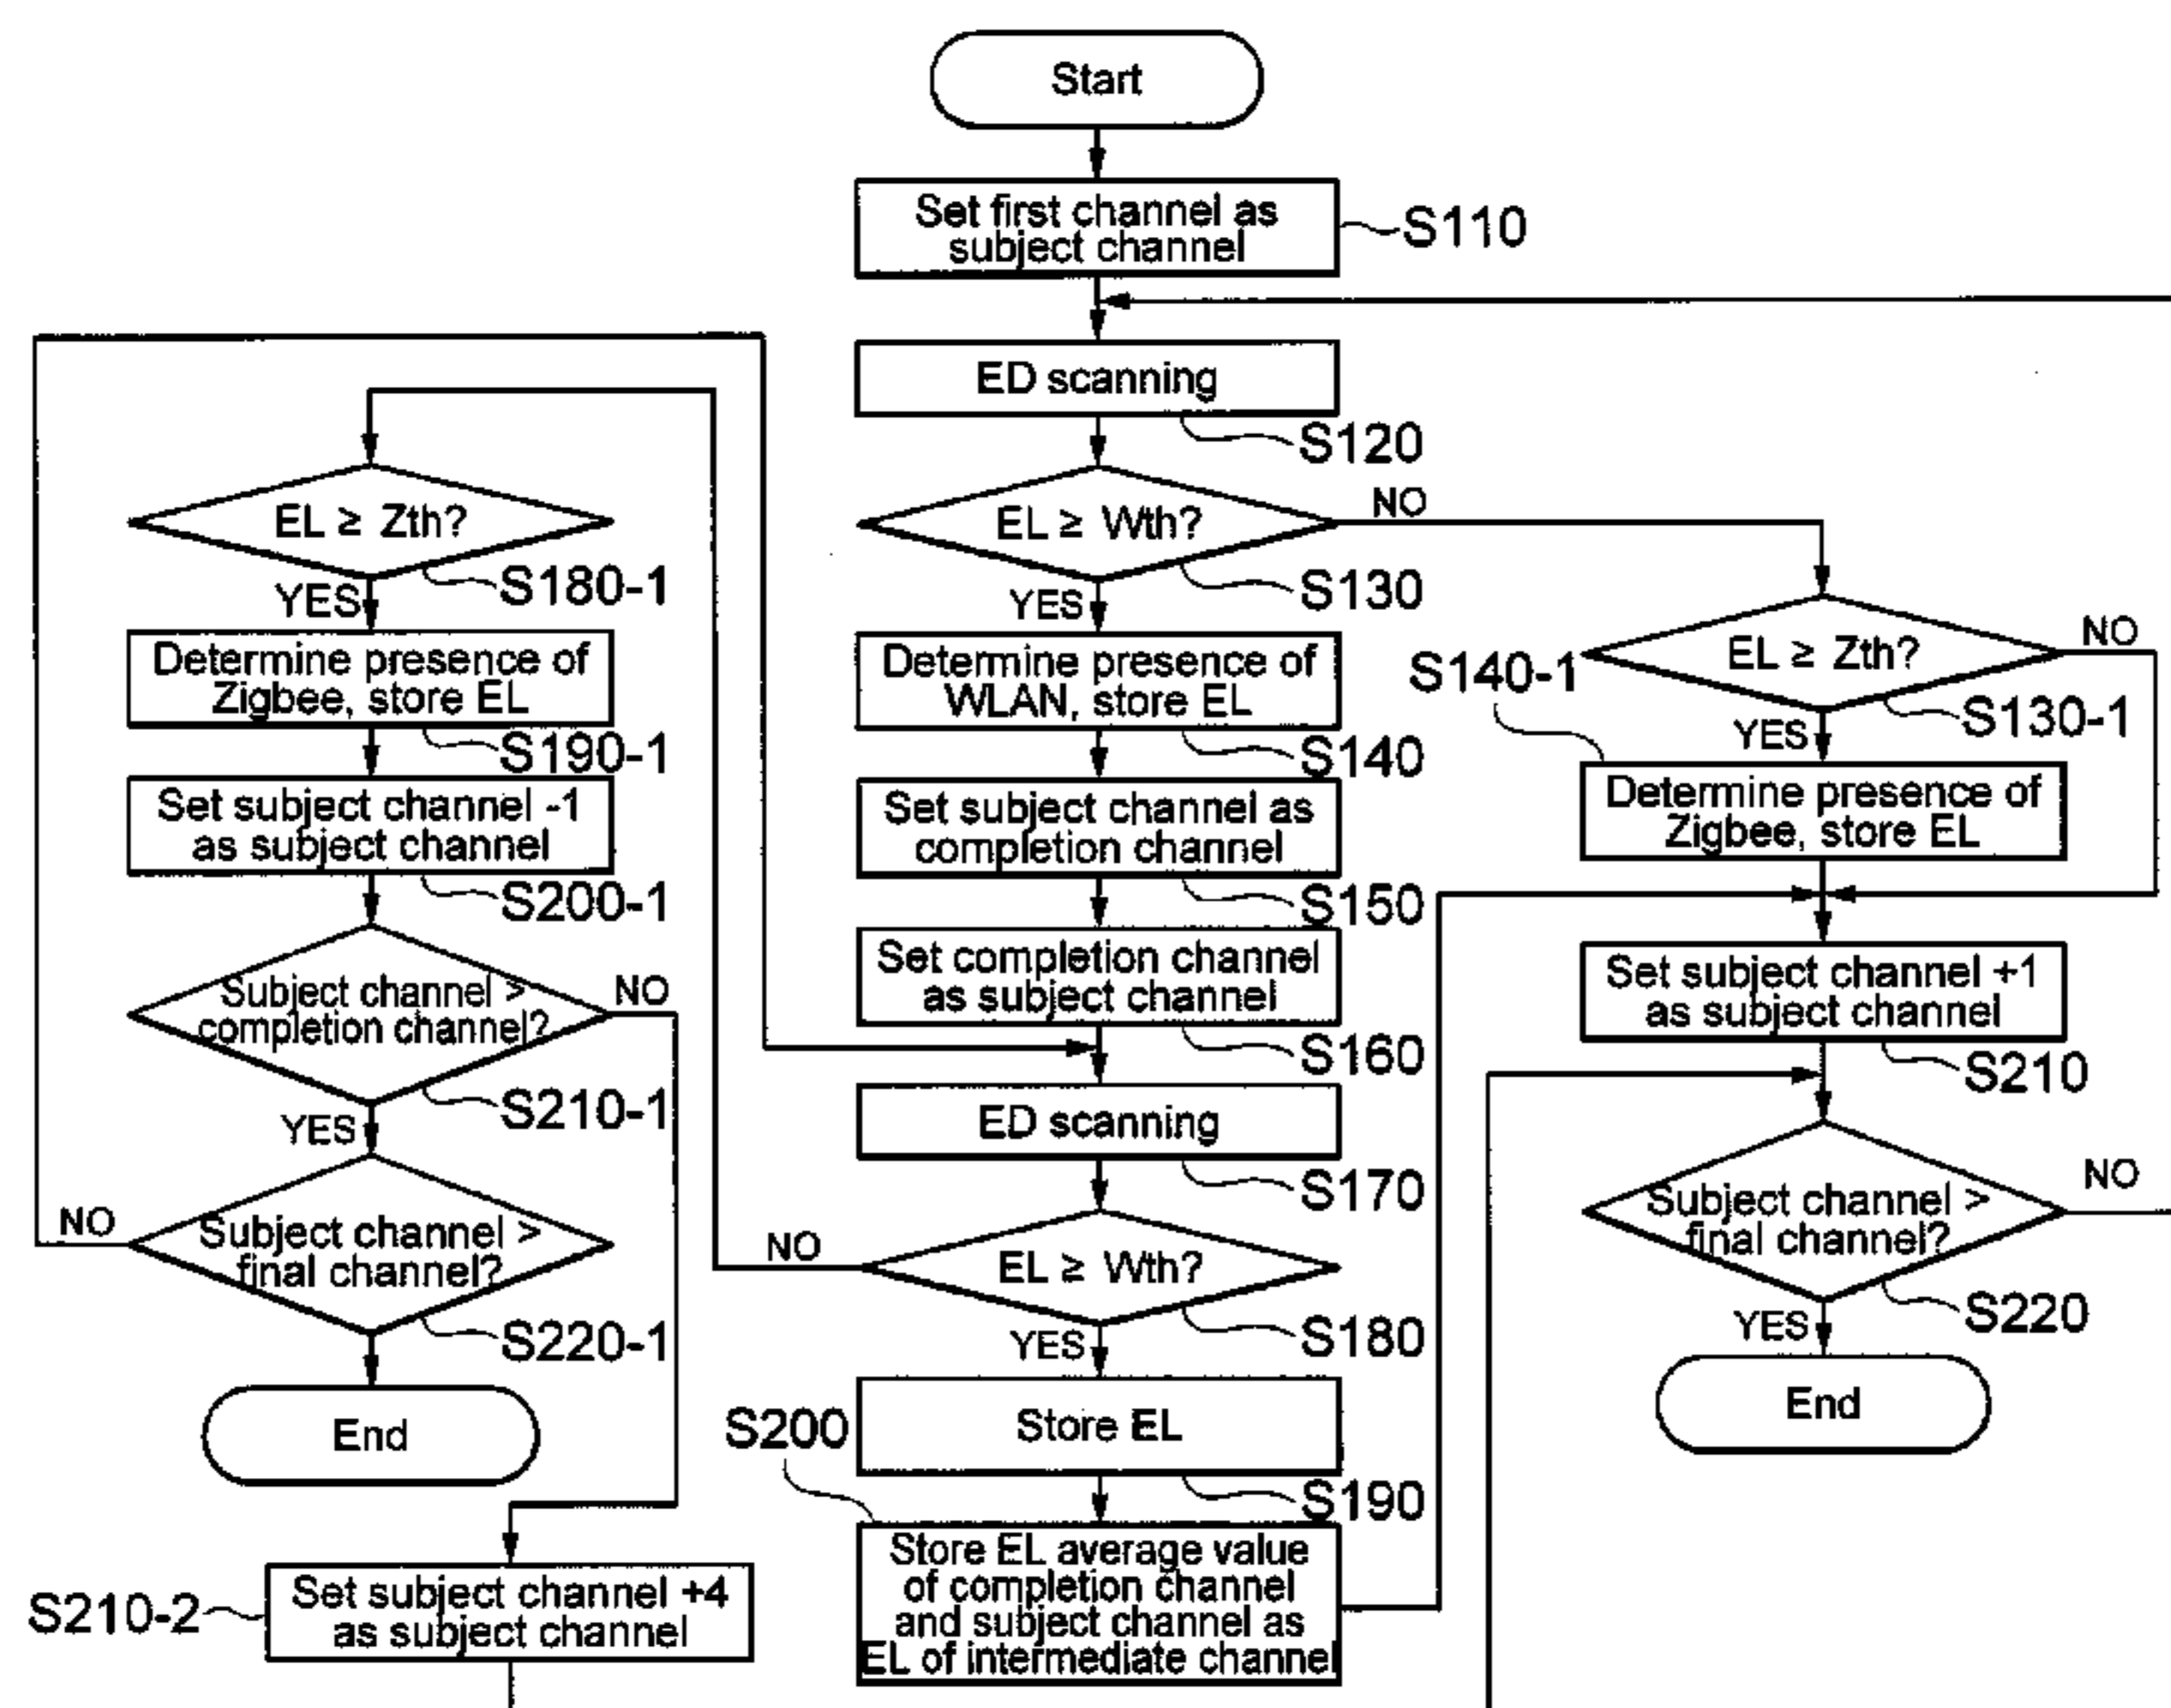 Start
Set first channel as
subject channel
S110
ED scanning
S120
EL ≥ Wth?
NO
S130
YES
Determine presence of
WLAN, store EL
S140
Set subject channel as
completion channel
S150
Set completion channel
as subject channel
S160
ED scanning
S170
EL ≥ Wth?
NO
S180
YES
Store EL
S190
S200
Store EL average value
of completion channel
and subject channel as
EL of intermediate channel
EL ≥ Zth?
S180-1
YES
Determine presence of
Zigbee, store EL
S190-1
Set subject channel -1
as subject channel
S200-1
Subject channel >
completion channel?
NO
S210-1
YES
Subject channel >
final channel?
NO
S220-1
End
S210-2
Set subject channel +4
as subject channel
EL ≥ Zth?
NO
S130-1
YES
S140-1
Determine presence of
Zigbee, store EL
Set subject channel +1
as subject channel
S210
Subject channel >
final channel?
NO
S220
YES
End